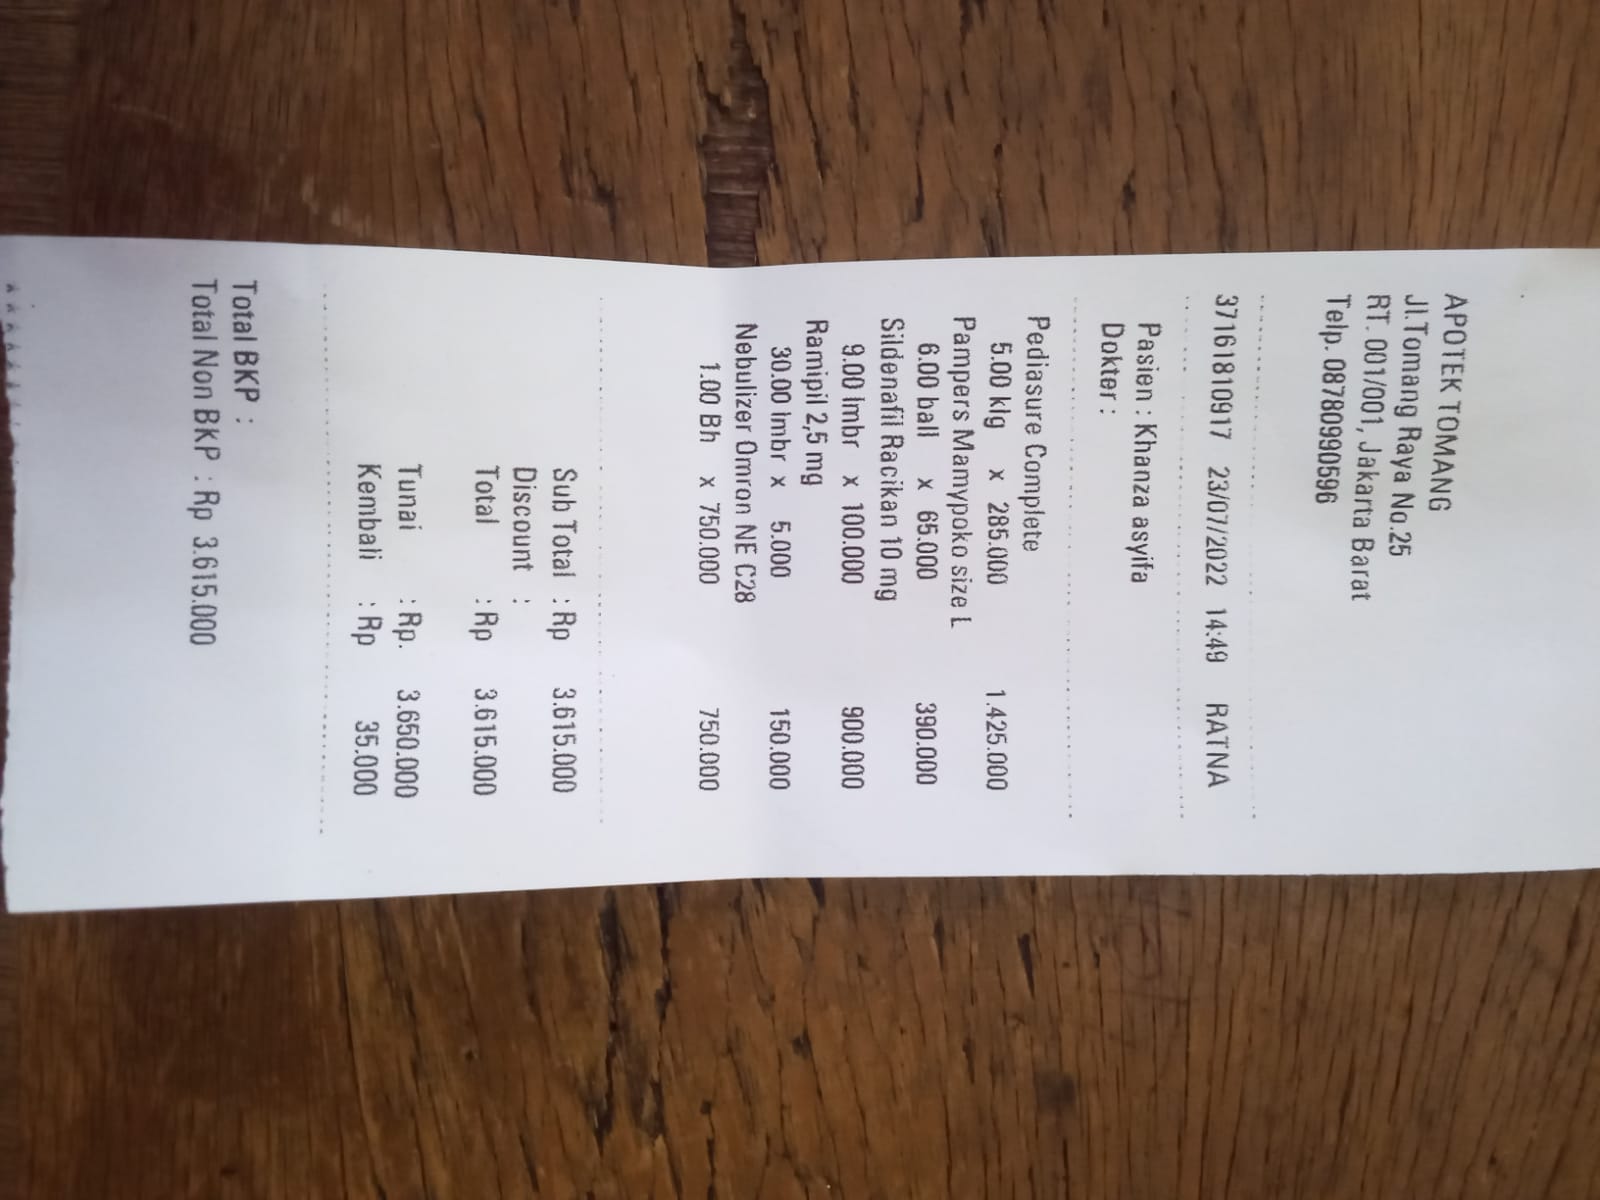 APOTEK TOMANG
Jl.Tomang Raya No.25
RT. 001/001, Jakarta Barat
Telp. 087809990596
37161810917 23/07/2022 14:49 RATNA
Pasien : Khanza asyifa
Dokter :
Pediasure Complete
5.00 klg x 285.000 1.425.000
Pampers Mamypoko size L
6.00 ball x 65.000 390.000
Sildenafil Racikan 10 mg
9.00 lmbr x 100.000 900.000
Ramipil 2,5 mg
30.00 lmbr x 5.000 150.000
Nebulizer Omron NE C28
1.00 Bh x 750.000 750.000
Sub Total : Rp 3.615.000
Discount :
Total : Rp 3.615.000
Tunai : Rp. 3.650.000
Kembali : Rp 35.000
Total BKP :
Total Non BKP : Rp 3.615.000